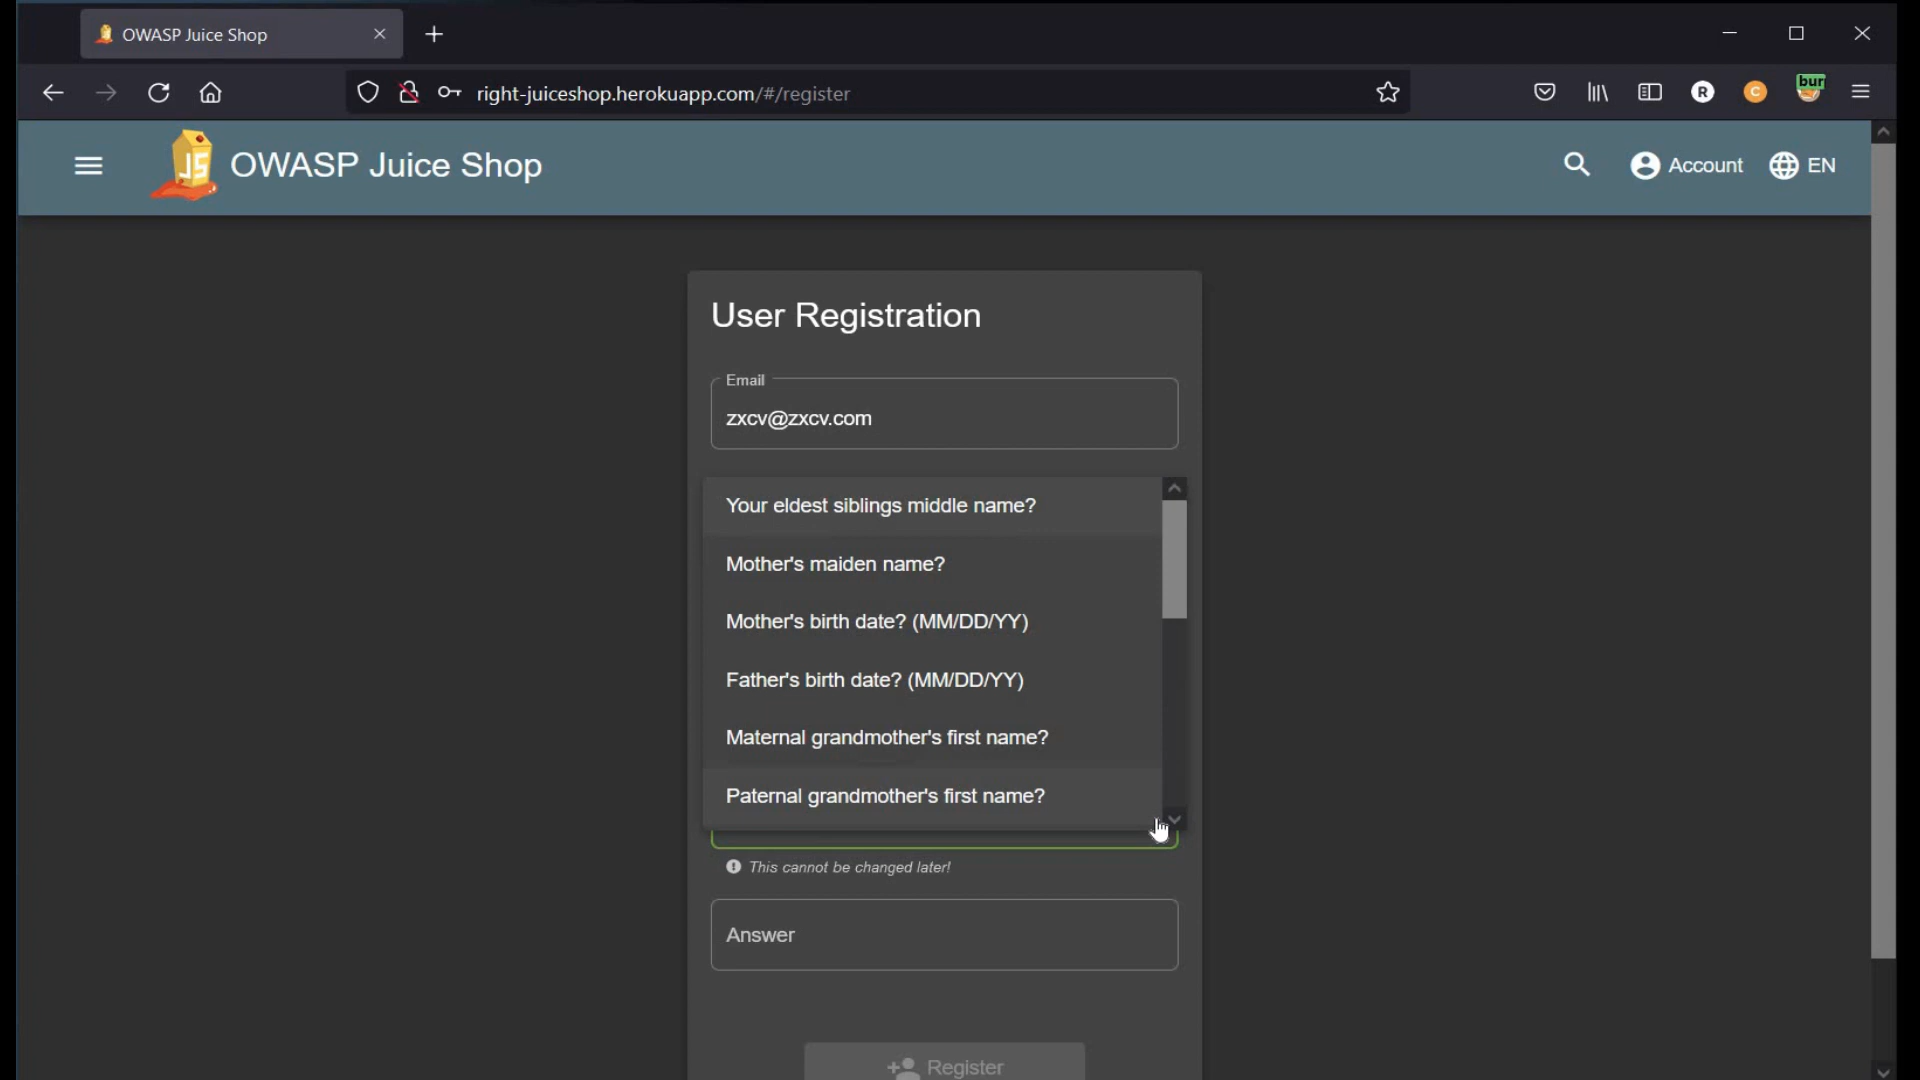 OWASP Juice Shop
right-juiceshop.herokuapp.com/#/register
R
C
bur
JS
OWASP Juice Shop
Account
EN
User Registration
Email
zxcv@zxcv.com
Your eldest siblings middle name?
Mother's maiden name?
Mother's birth date? (MM/DD/YY)
Father's birth date? (MM/DD/YY)
Maternal grandmother's first name?
Paternal grandmother's first name?
This cannot be changed later!
Answer
Register